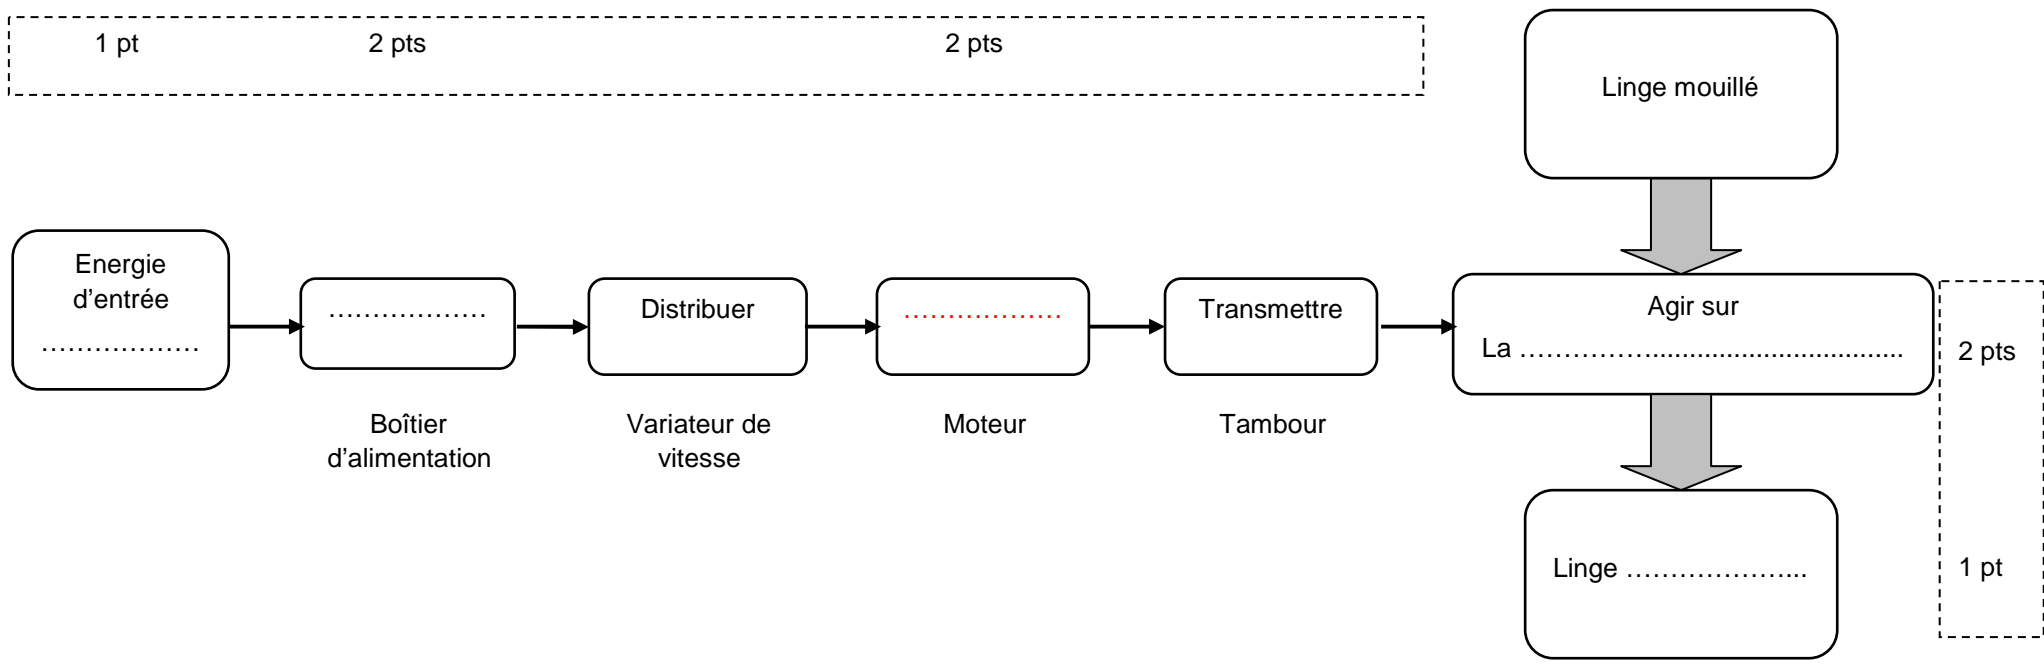 1 pt
2 pts
2 pts
Linge mouillé
Energie
d’entrée
………………
………………
Distribuer
………………
Transmettre
Agir sur
La ……………..................................
2 pts
Boîtier
d’alimentation
Variateur de
vitesse
Moteur
Tambour
Linge ………………...
1 pt